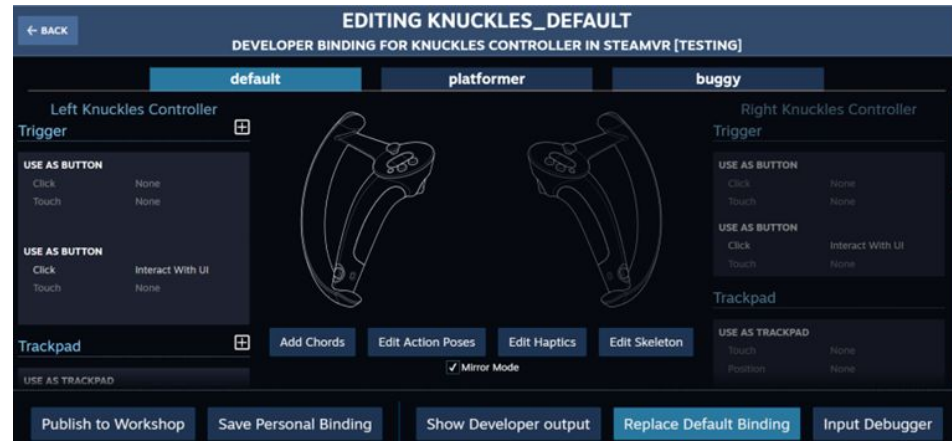 ← BACK
EDITING KNUCKLES_DEFAULT
DEVELOPER BINDING FOR KNUCKLES CONTROLLER IN STEAMVR [TESTING]
default platformer buggy
Left Knuckles Controller
Trigger
USE AS BUTTON
Click None
Touch None
USE AS BUTTON
Click Interact With UI
Touch None
Trackpad
USE AS TRACKPAD
Add Chords Edit Action Poses Edit Haptics Edit Skeleton
Mirror Mode
Right Knuckles Controller
Trigger
USE AS BUTTON
Click None
Touch None
USE AS BUTTON
Click Interact With UI
Touch None
Trackpad
USE AS TRACKPAD
Touch None
Position None
Publish to Workshop Save Personal Binding Show Developer output Replace Default Binding Input Debugger